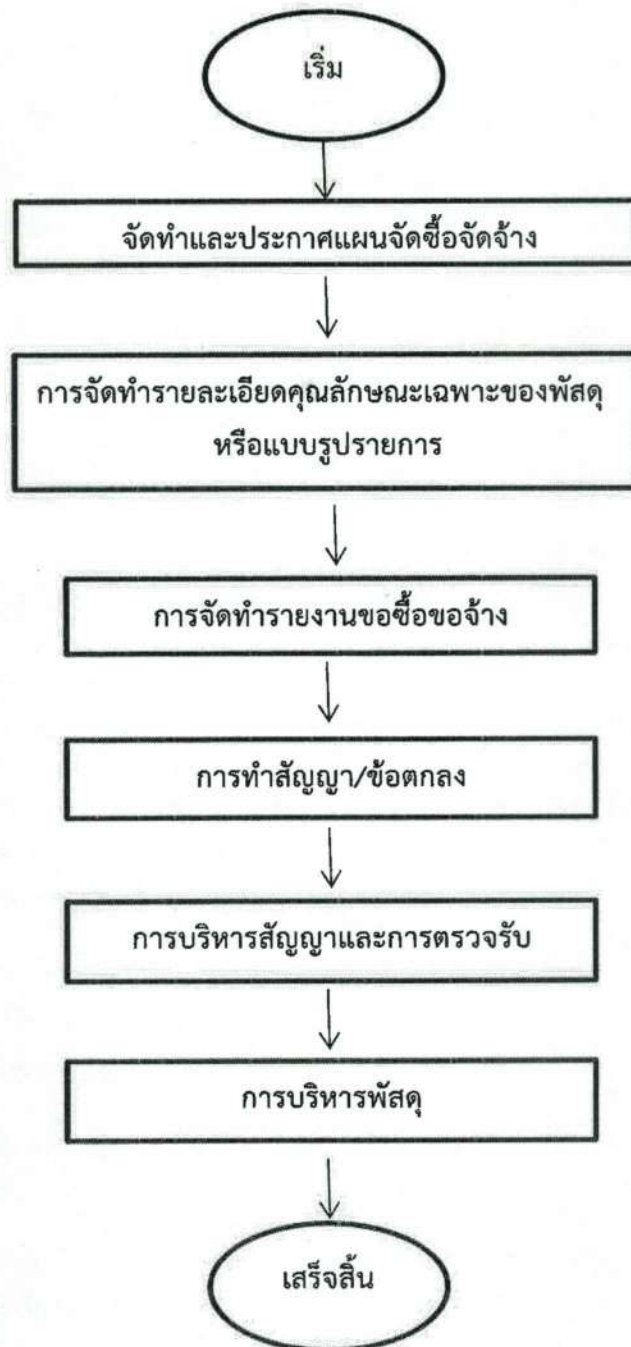 เริ่ม
จัดทำและประกาศแผนจัดซื้อจัดจ้าง
การจัดทำรายละเอียดคุณลักษณะเฉพาะของพัสดุ
หรือแบบรูปรายการ
การจัดทำรายงานขอซื้อขอจ้าง
การทำสัญญา/ข้อตกลง
การบริหารสัญญาและการตรวจรับ
การบริหารพัสดุ
เสร็จสิ้น